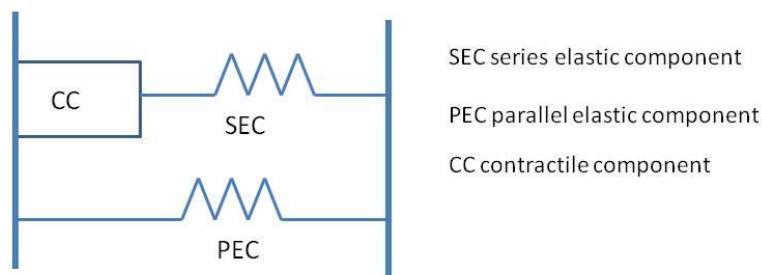 CC
SEC
PEC
SEC series elastic component
PEC parallel elastic component
CC contractile component